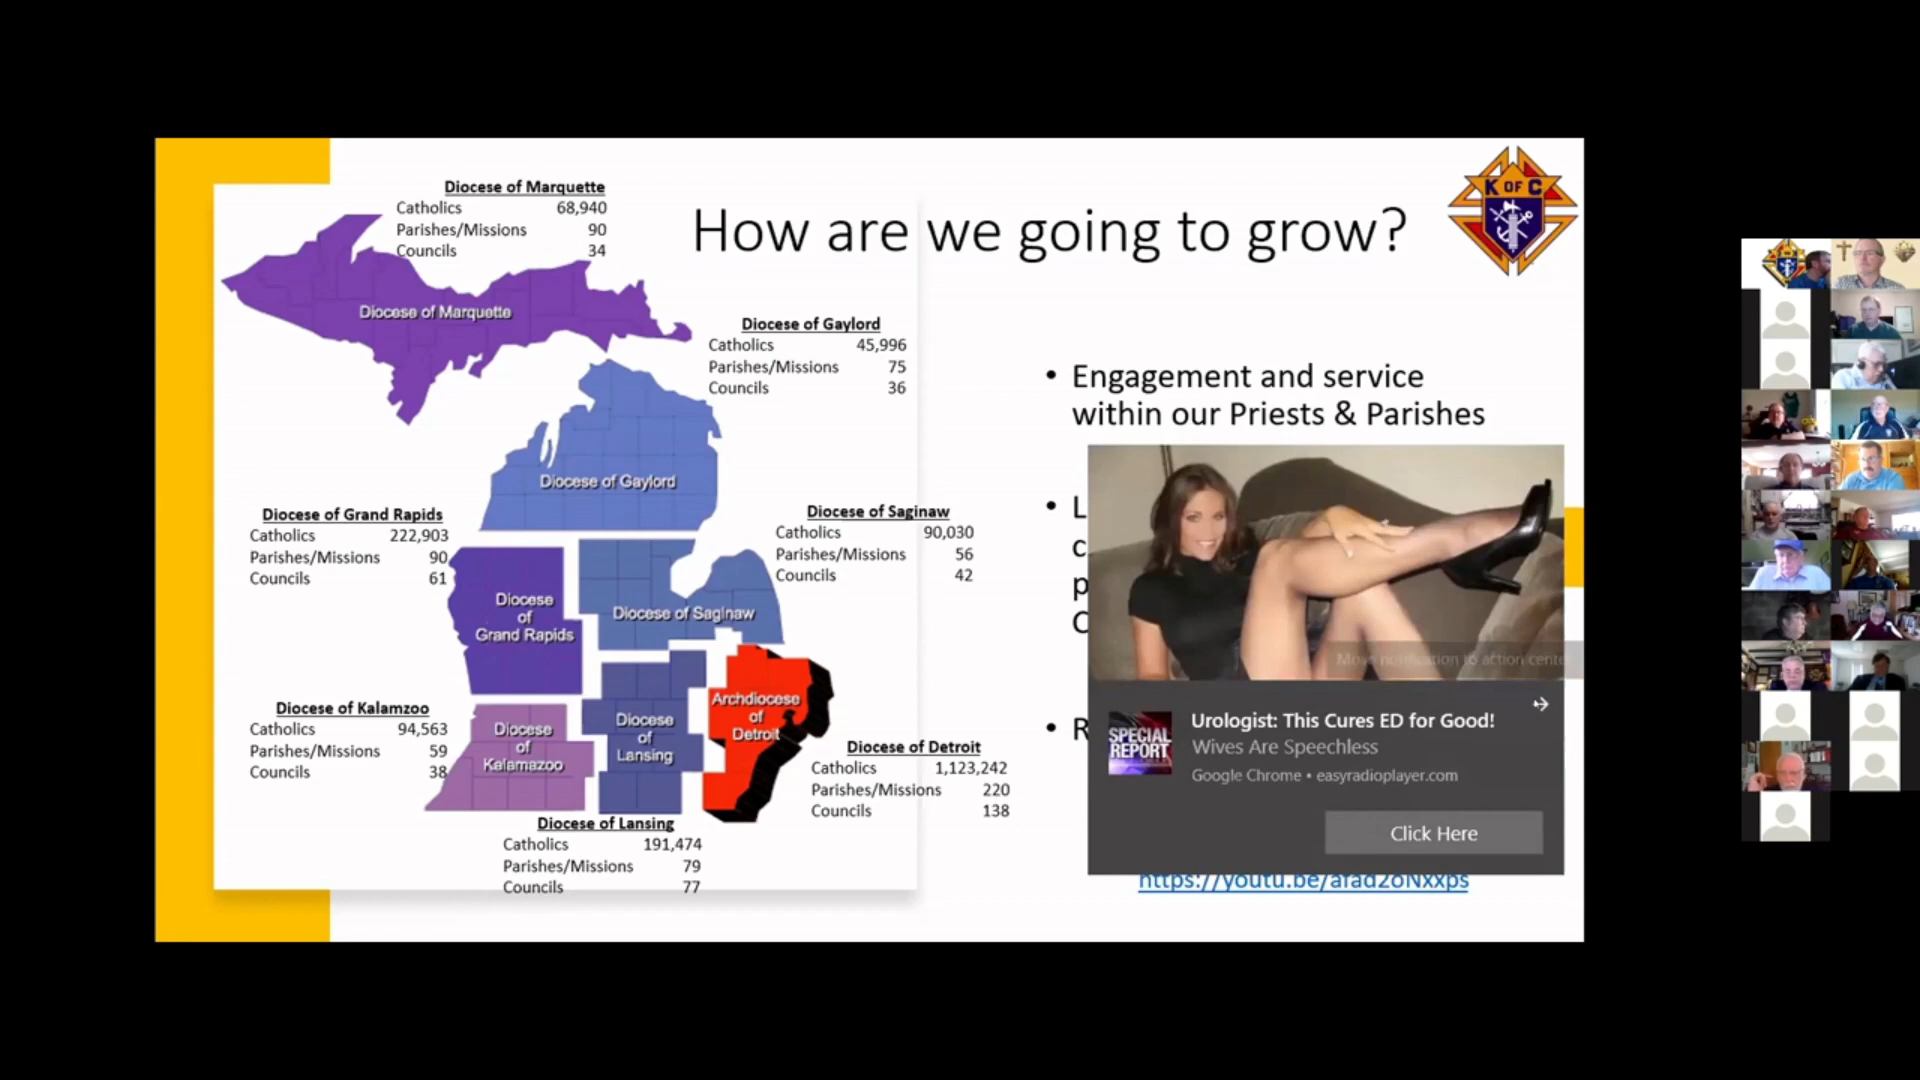 Diocese of Marquette
Catholics 68,940
Parishes/Missions 90
Councils 34
How are we going to grow?
K OF C
Diocese of Marquette
Diocese of Gaylord
Catholics 45,996
Parishes/Missions 75
Councils 36
Engagement and service
within our Priests & Parishes
Diocese of Gaylord
Diocese of Grand Rapids
Catholics 222,903
Parishes/Missions 90
Councils 61
Diocese of Saginaw
Catholics 90,030
Parishes/Missions 56
Councils 42
L
c
p
C
Diocese
of
Grand Rapids
Diocese of Saginaw
Move notification to action cente
Diocese of Kalamzoo
Catholics 94,563
Parishes/Missions 59
Councils 38
Diocese
of
Kalamazoo
Diocese
of
Lansing
Archdiocese
of
Detroit
R
SPECIAL
REPORT
Urologist: This Cures ED for Good!
Wives Are Speechless
Google Chrome • easyradioplayer.com
Click Here
Diocese of Detroit
Catholics 1,123,242
Parishes/Missions 220
Councils 138
Diocese of Lansing
Catholics 191,474
Parishes/Missions 79
Councils 77
https://youtu.be/